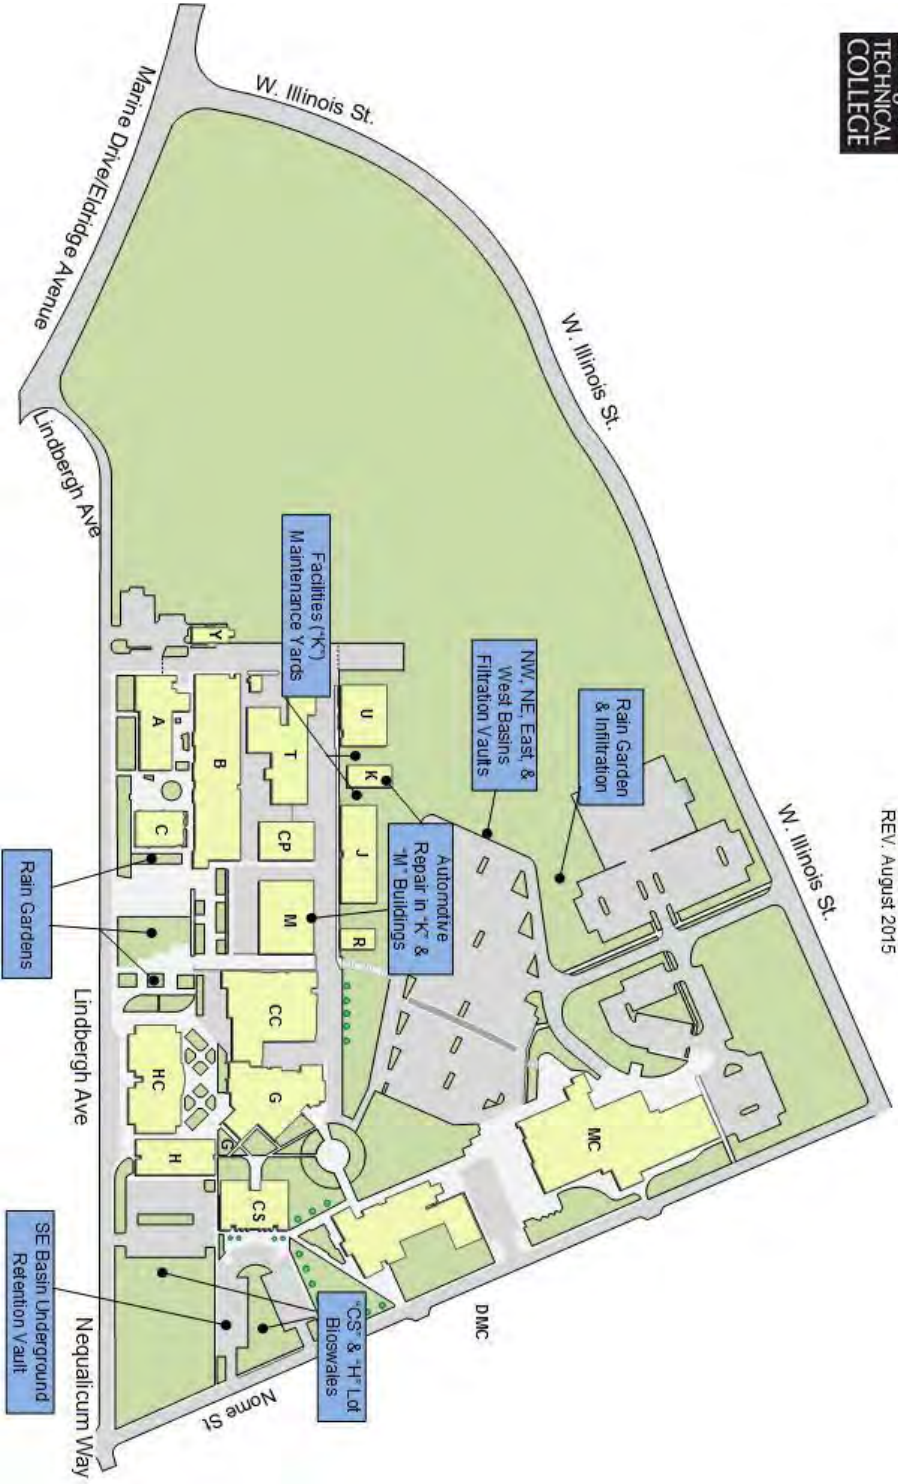 TECHNICAL
COLLEGE
REV. August 2015
W. Illinois St.
W. Illinois St.
W. Illinois St.
Marine Drive/Eldridge Avenue
Lindbergh Ave
Facilities ("K")
Maintenance Yards
NW, NE, East, &
West Basins
Filtration Vaults
Rain Garden
& Infiltration
Automotive
Repair in "K" &
"M" Buildings
Y
U
K
A
B
T
J
C
CP
M
R
CC
HC
G
G
MC
H
CS
DMC
Rain Gardens
Lindbergh Ave
SE Basin Underground
Retention Vault
"CS" & "H" Lot
Bioswales
Nome St
Nequalicum Way